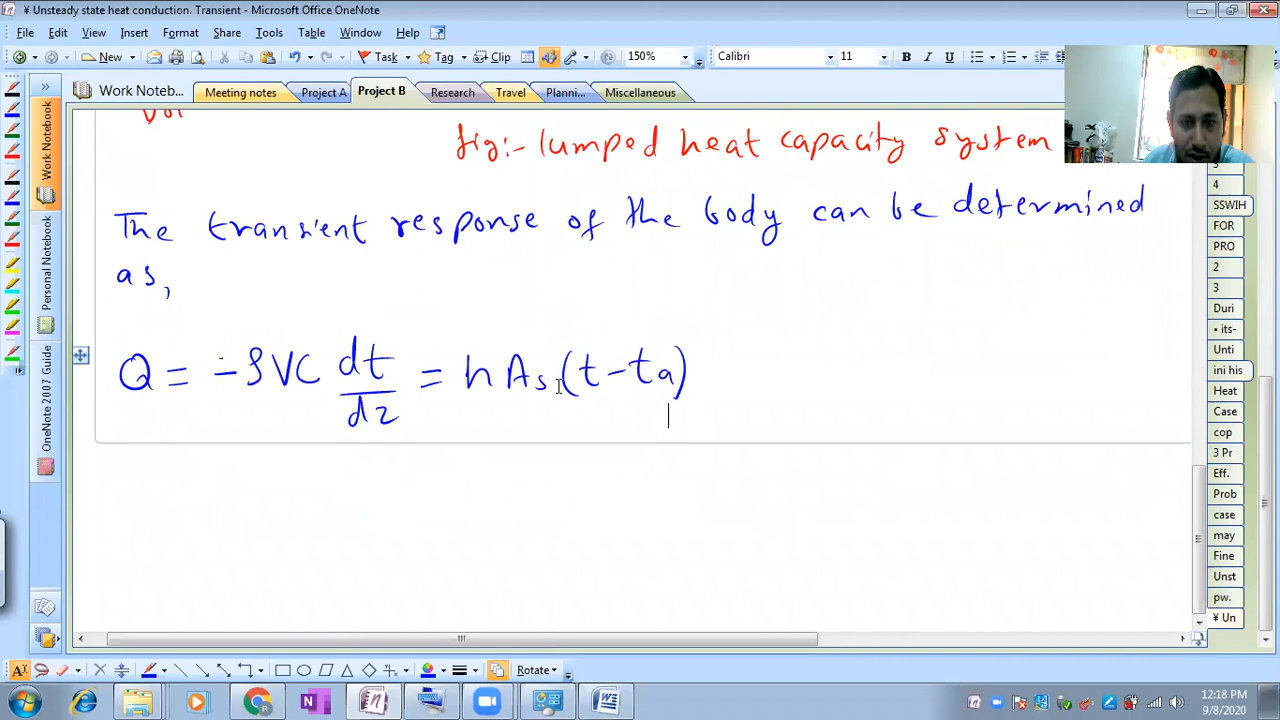 ¥ Unsteady state heat conduction. Transient - Microsoft Office OneNote
File Edit View Insert Format Share Tools Table Window Help
New Task Tag Clip 150% Calibri 11 B I U
Work Noteb... Meeting notes Project A Project B Research Travel Planni... Miscellaneous
Work Notebook
Personal Notebook
OneNote 2007 Guide
fig:- lumped heat capacity system
The transient response of the body can be determined
as,
Q = -ρVC dt/dτ = hAs(t-ta)
4
SSWIH
FOR
PRO
2
3
Duri
• its-
Unti
ini his
Heat
Case
cop
3 Pr
Eff.
Prob
case
may
Fine
Unst
pw.
¥ Un
Rotate
12:18 PM
9/8/2020